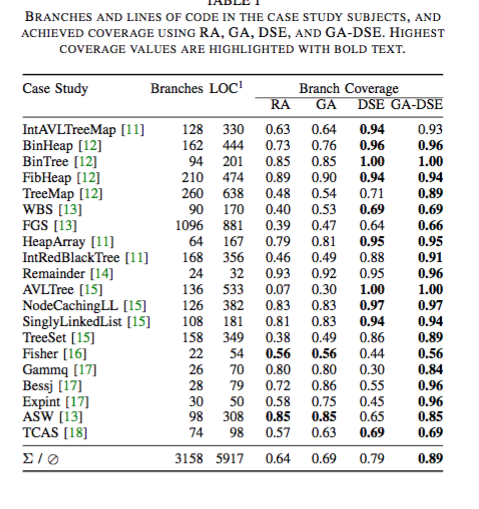 TABLE I
BRANCHES AND LINES OF CODE IN THE CASE STUDY SUBJECTS, AND
ACHIEVED COVERAGE USING RA, GA, DSE, AND GA-DSE. HIGHEST
COVERAGE VALUES ARE HIGHLIGHTED WITH BOLD TEXT.
Case Study Branches LOC¹ Branch Coverage
RA GA DSE GA-DSE
IntAVLTreeMap [11] 128 330 0.63 0.64 0.94 0.93
BinHeap [12] 162 444 0.73 0.76 0.96 0.96
BinTree [12] 94 201 0.85 0.85 1.00 1.00
FibHeap [12] 210 474 0.89 0.90 0.94 0.94
TreeMap [12] 260 638 0.48 0.54 0.71 0.89
WBS [13] 90 170 0.40 0.53 0.69 0.69
FGS [13] 1096 881 0.39 0.47 0.64 0.66
HeapArray [11] 64 167 0.79 0.81 0.95 0.95
IntRedBlackTree [11] 168 356 0.46 0.49 0.88 0.91
Remainder [14] 24 32 0.93 0.92 0.95 0.96
AVLTree [15] 136 533 0.07 0.30 1.00 1.00
NodeCachingLL [15] 126 382 0.83 0.83 0.97 0.97
SinglyLinkedList [15] 108 181 0.81 0.83 0.94 0.94
TreeSet [15] 158 349 0.38 0.49 0.86 0.89
Fisher [16] 22 54 0.56 0.56 0.44 0.56
Gammq [17] 26 70 0.80 0.80 0.30 0.84
Bessj [17] 28 79 0.72 0.86 0.55 0.96
Expint [17] 30 50 0.58 0.75 0.45 0.96
ASW [13] 98 308 0.85 0.85 0.65 0.85
TCAS [18] 74 98 0.57 0.63 0.69 0.69
Σ / ∅ 3158 5917 0.64 0.69 0.79 0.89